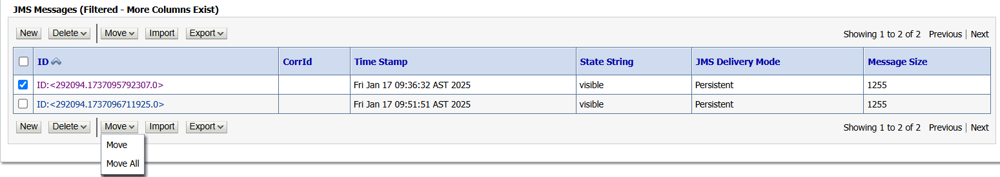 JMS Messages (Filtered - More Columns Exist)
New Delete Move Import Export Showing 1 to 2 of 2 Previous | Next
ID CorrId Time Stamp State String JMS Delivery Mode Message Size
ID:<292094.1737095792307.0> Fri Jan 17 09:36:32 AST 2025 visible Persistent 1255
ID:<292094.1737096711925.0> Fri Jan 17 09:51:51 AST 2025 visible Persistent 1255
New Delete Move Import Export Showing 1 to 2 of 2 Previous | Next
Move
Move All